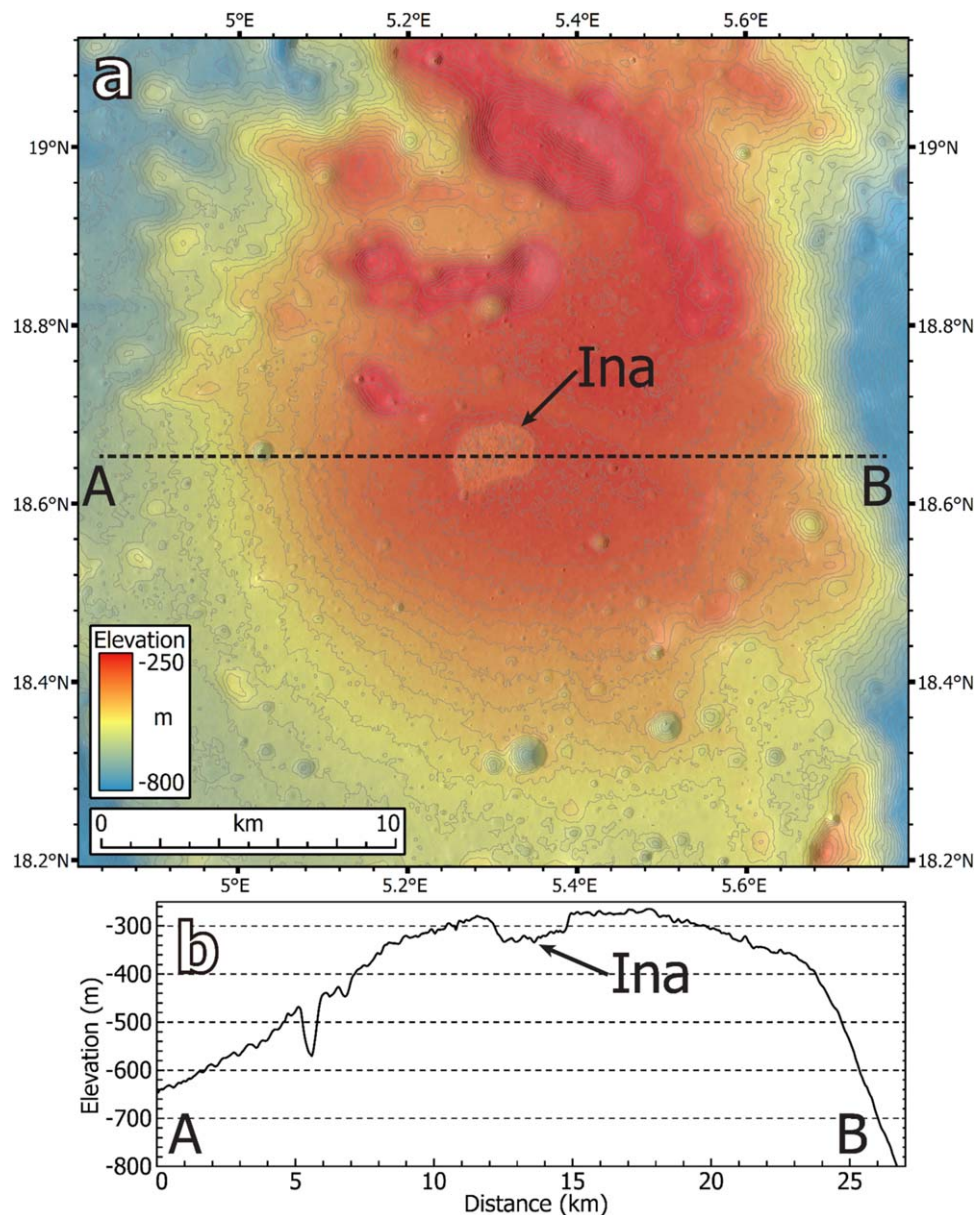 5°E 5.2°E 5.4°E 5.6°E
a
19°N 19°N
18.8°N 18.8°N
Ina
A B
18.6°N 18.6°N
Elevation
-250
m
-800
18.4°N 18.4°N
0 km 10
18.2°N 18.2°N
5°E 5.2°E 5.4°E 5.6°E
b
-300
Ina
-400
-500
-600
-700
-800
Elevation (m)
A B
0 5 10 15 20 25
Distance (km)